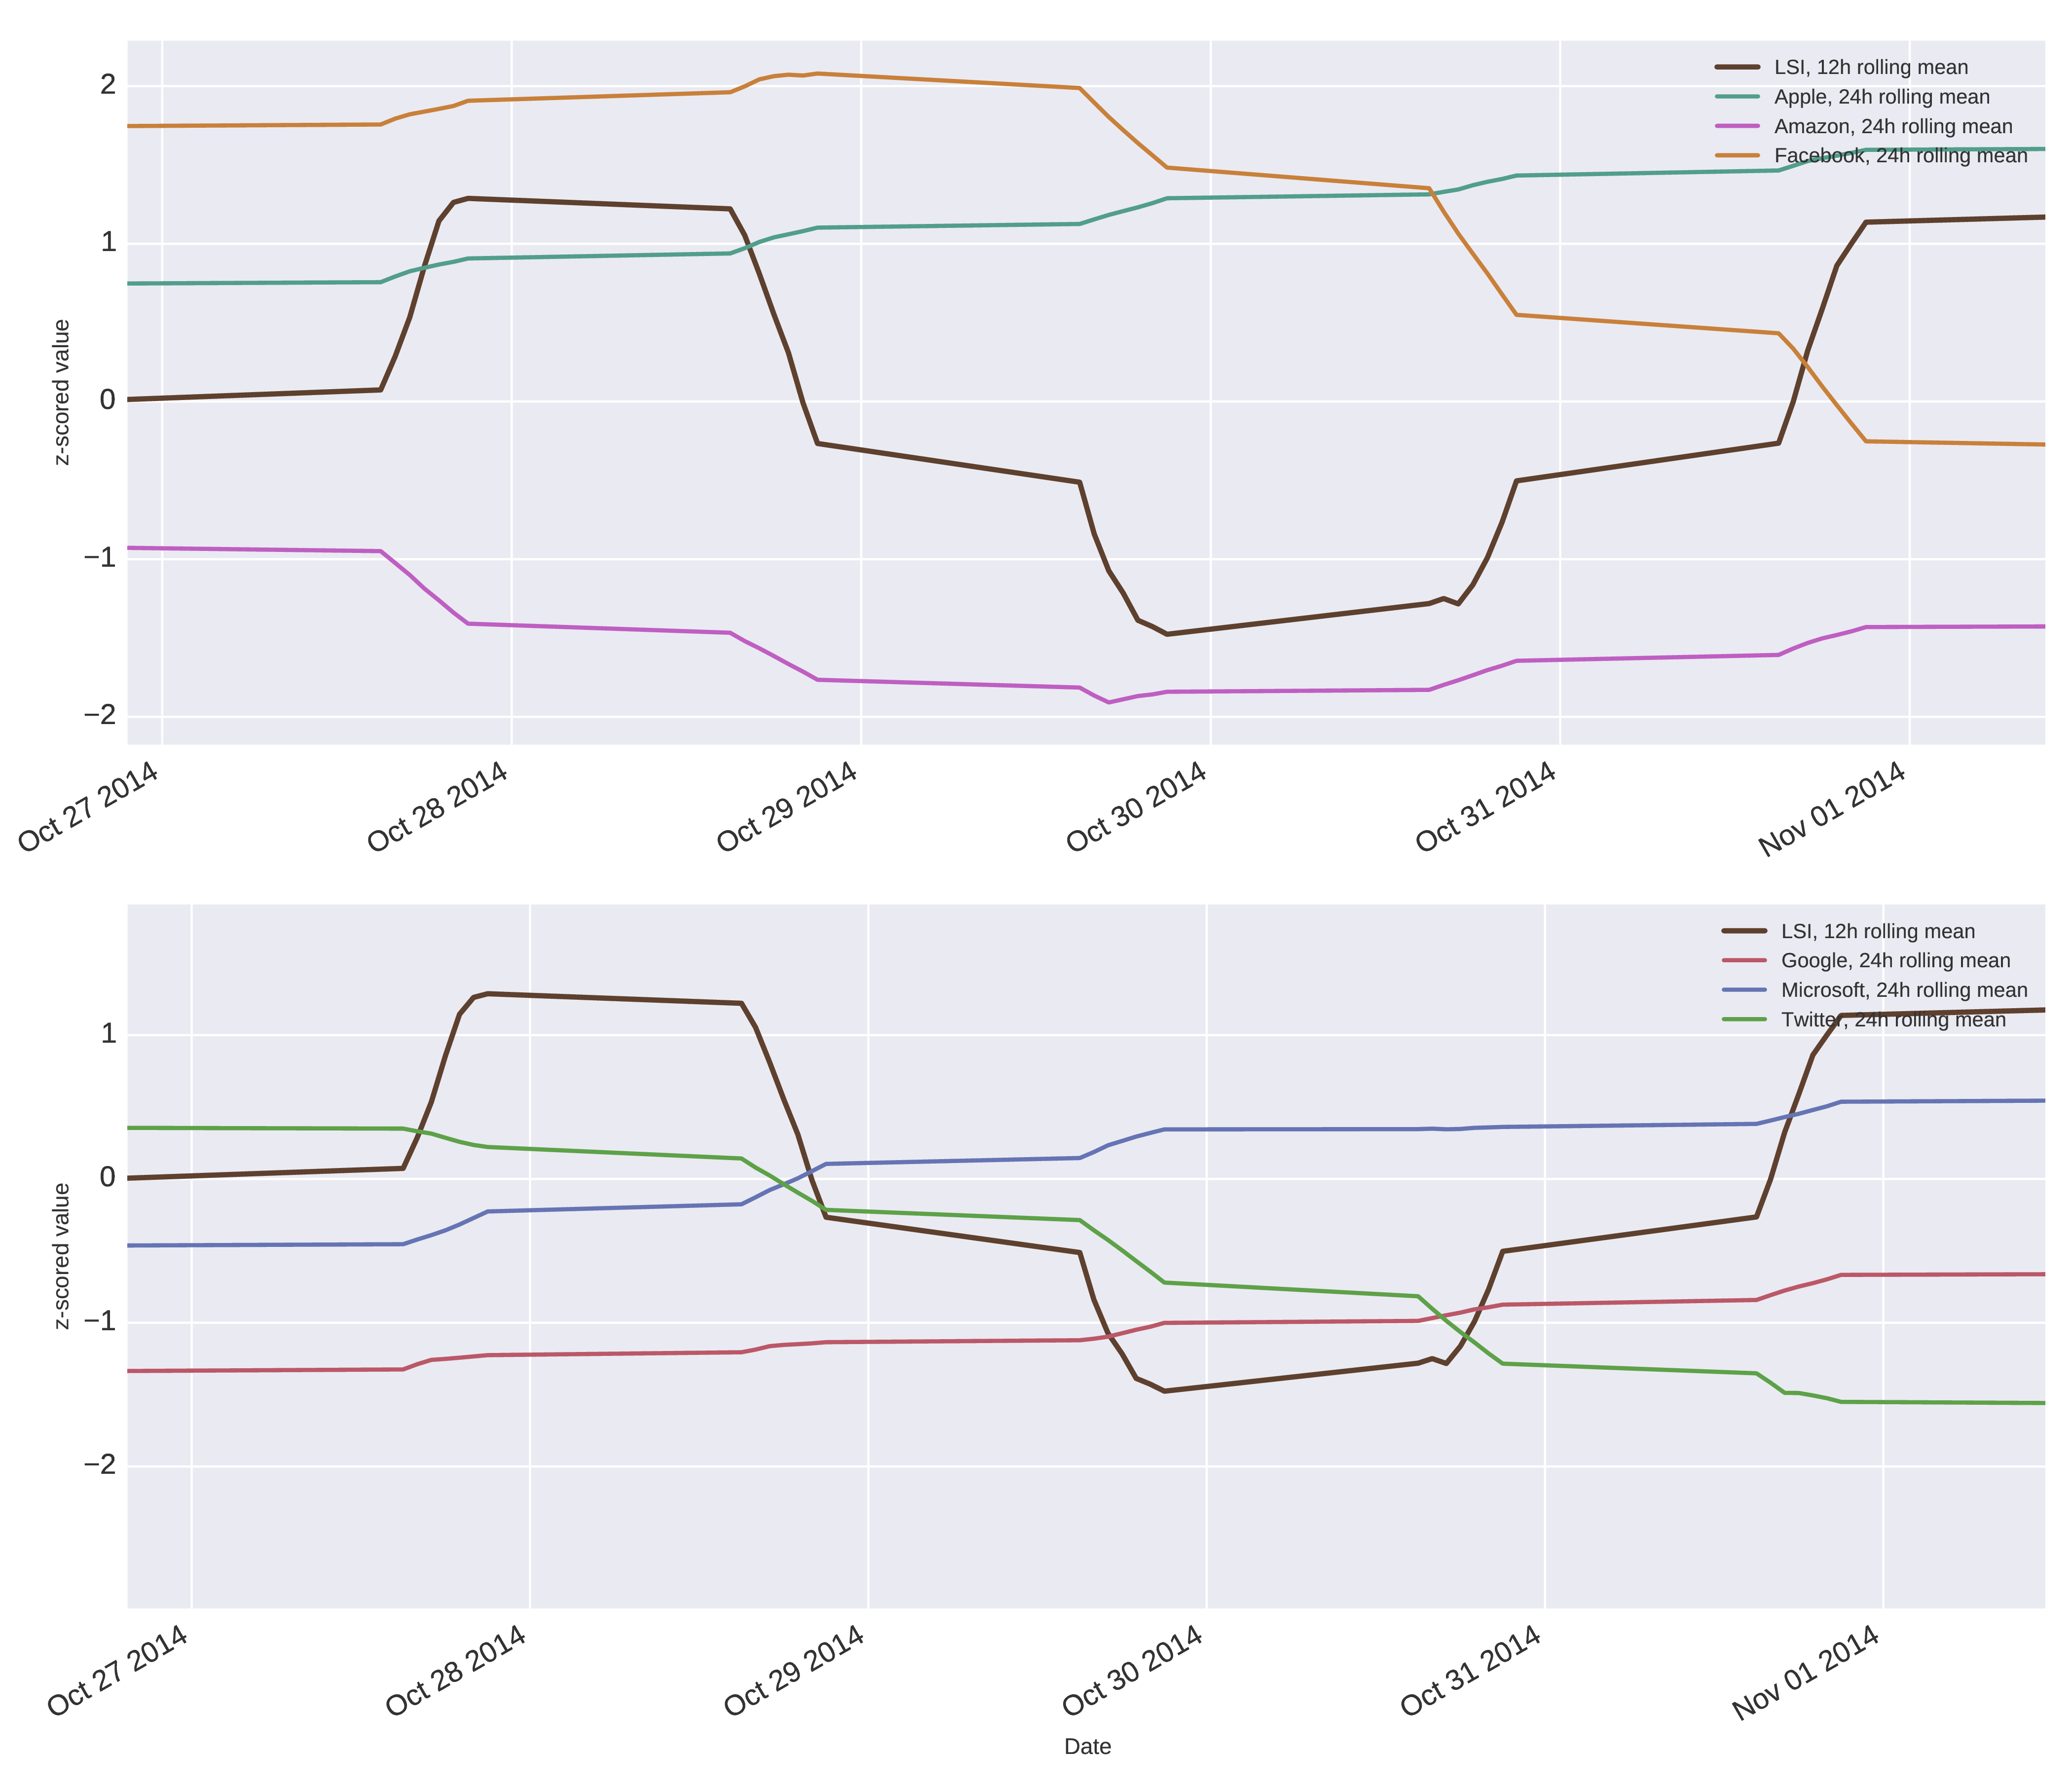 2
1
0
−1
−2
z-scored value
LSI, 12h rolling mean
Apple, 24h rolling mean
Amazon, 24h rolling mean
Facebook, 24h rolling mean
Oct 27 2014
Oct 28 2014
Oct 29 2014
Oct 30 2014
Oct 31 2014
Nov 01 2014
1
0
−1
−2
z-scored value
LSI, 12h rolling mean
Google, 24h rolling mean
Microsoft, 24h rolling mean
Twitter, 24h rolling mean
Oct 27 2014
Oct 28 2014
Oct 29 2014
Oct 30 2014
Oct 31 2014
Nov 01 2014
Date